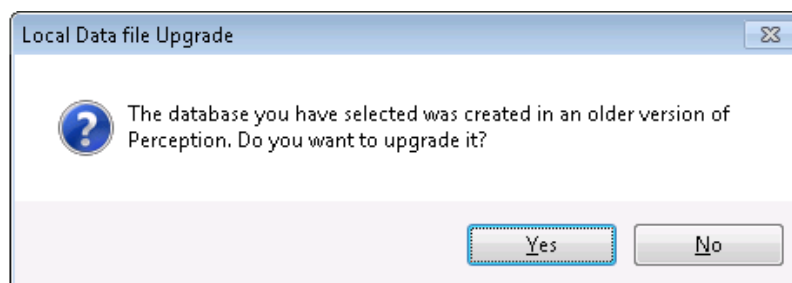 Local Data file Upgrade
The database you have selected was created in an older version of
Perception. Do you want to upgrade it?
Yes
No